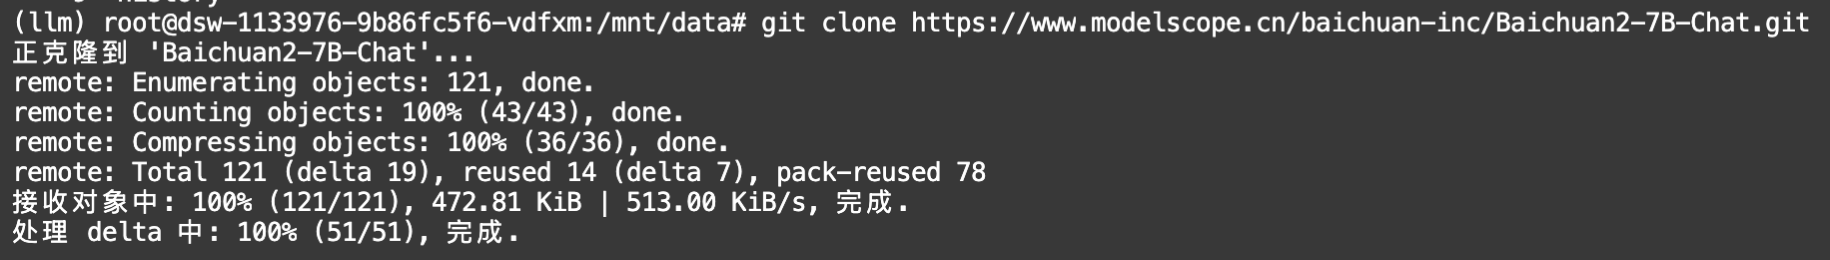 (llm) root@dsw-1133976-9b86fc5f6-vdfxm:/mnt/data# git clone https://www.modelscope.cn/baichuan-inc/Baichuan2-7B-Chat.git
正克隆到 'Baichuan2-7B-Chat'...
remote: Enumerating objects: 121, done.
remote: Counting objects: 100% (43/43), done.
remote: Compressing objects: 100% (36/36), done.
remote: Total 121 (delta 19), reused 14 (delta 7), pack-reused 78
接收对象中: 100% (121/121), 472.81 KiB | 513.00 KiB/s, 完成.
处理 delta 中: 100% (51/51), 完成.